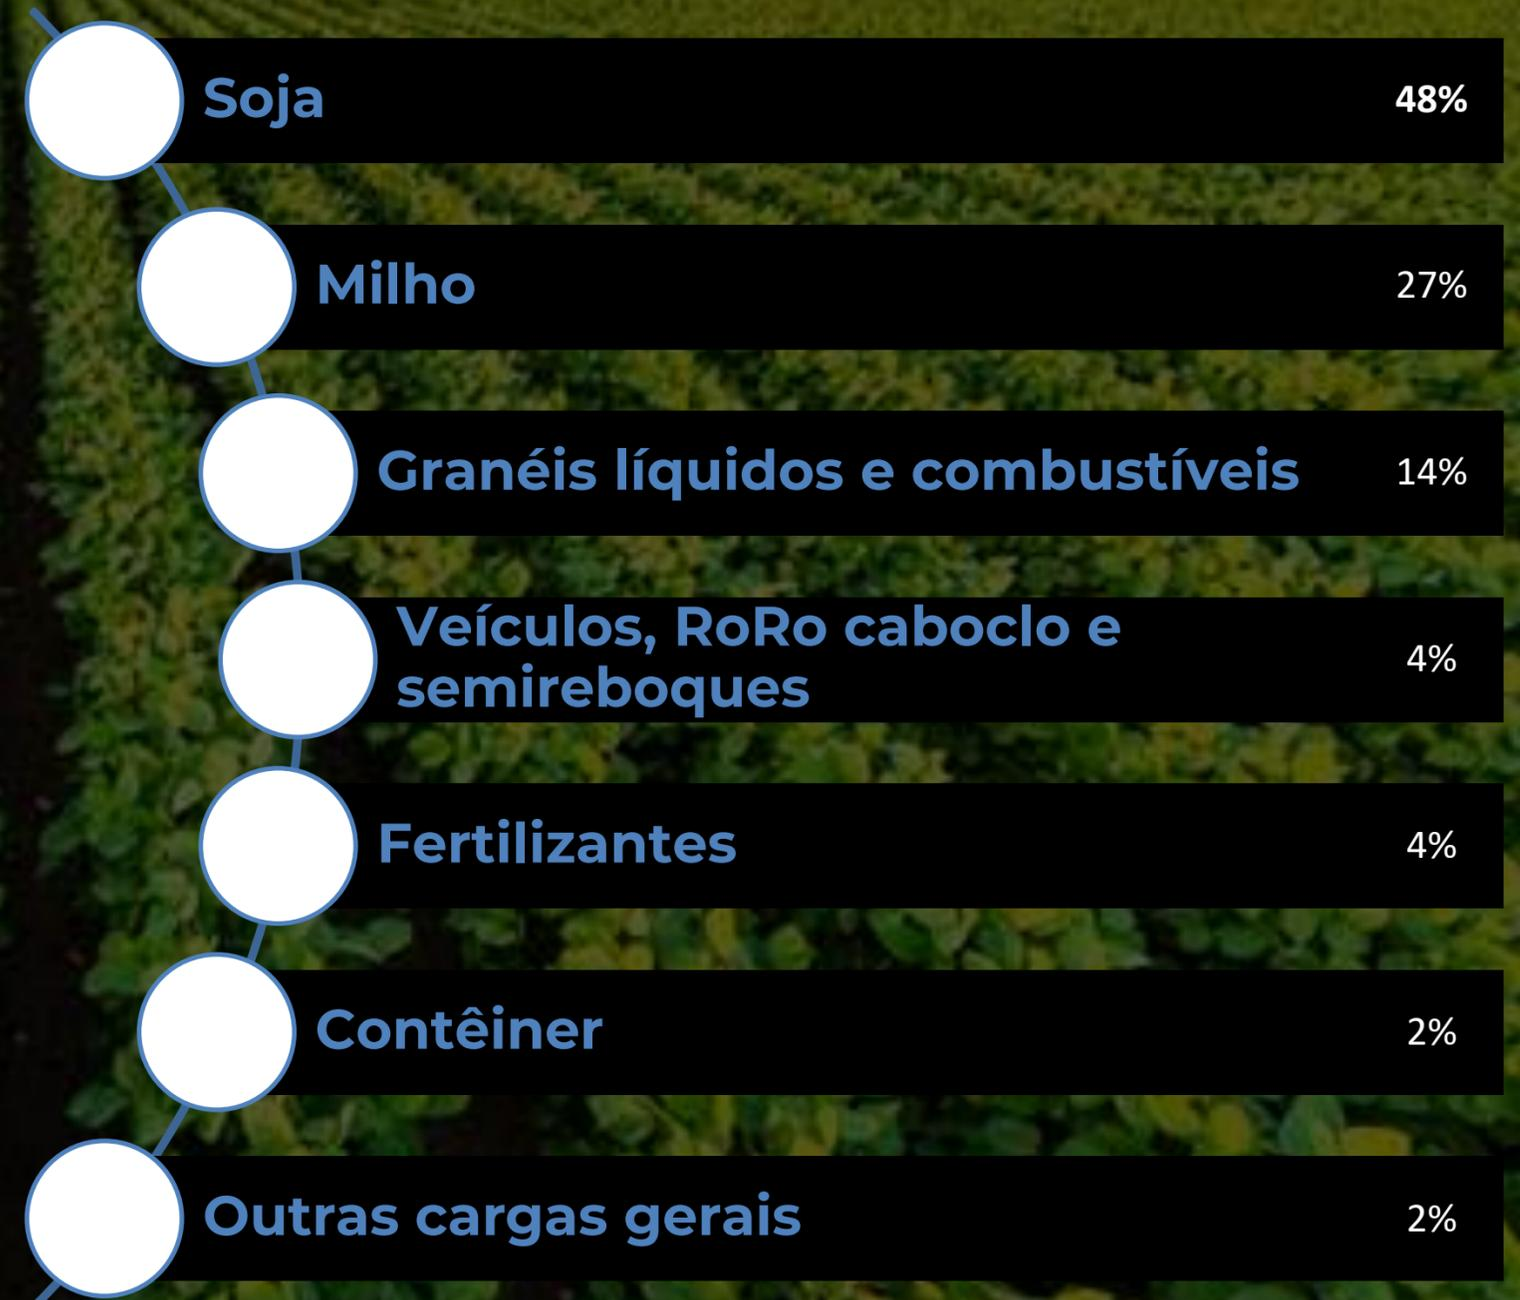 Soja
48%
Milho
27%
Granéis líquidos e combustíveis
14%
Veículos, RoRo caboclo e
semireboques
4%
Fertilizantes
4%
Contêiner
2%
Outras cargas gerais
2%